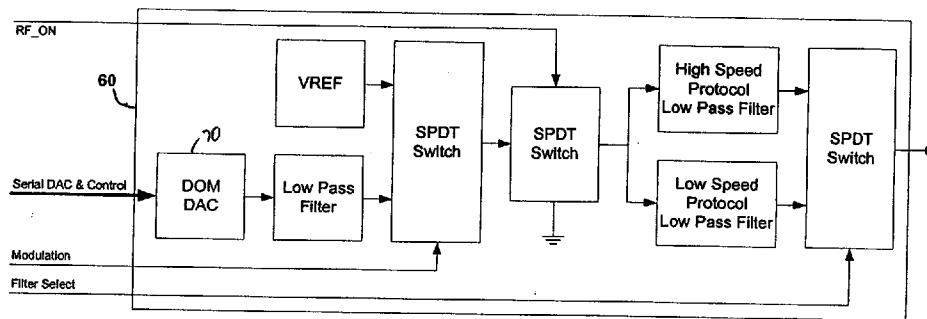 RF_ON
60
VREF
SPDT
Switch
SPDT
Switch
High Speed
Protocol
Low Pass Filter
SPDT
Switch
70
Serial DAC & Control
DOM
DAC
Low Pass
Filter
Low Speed
Protocol
Low Pass Filter
Modulation
Filter Select